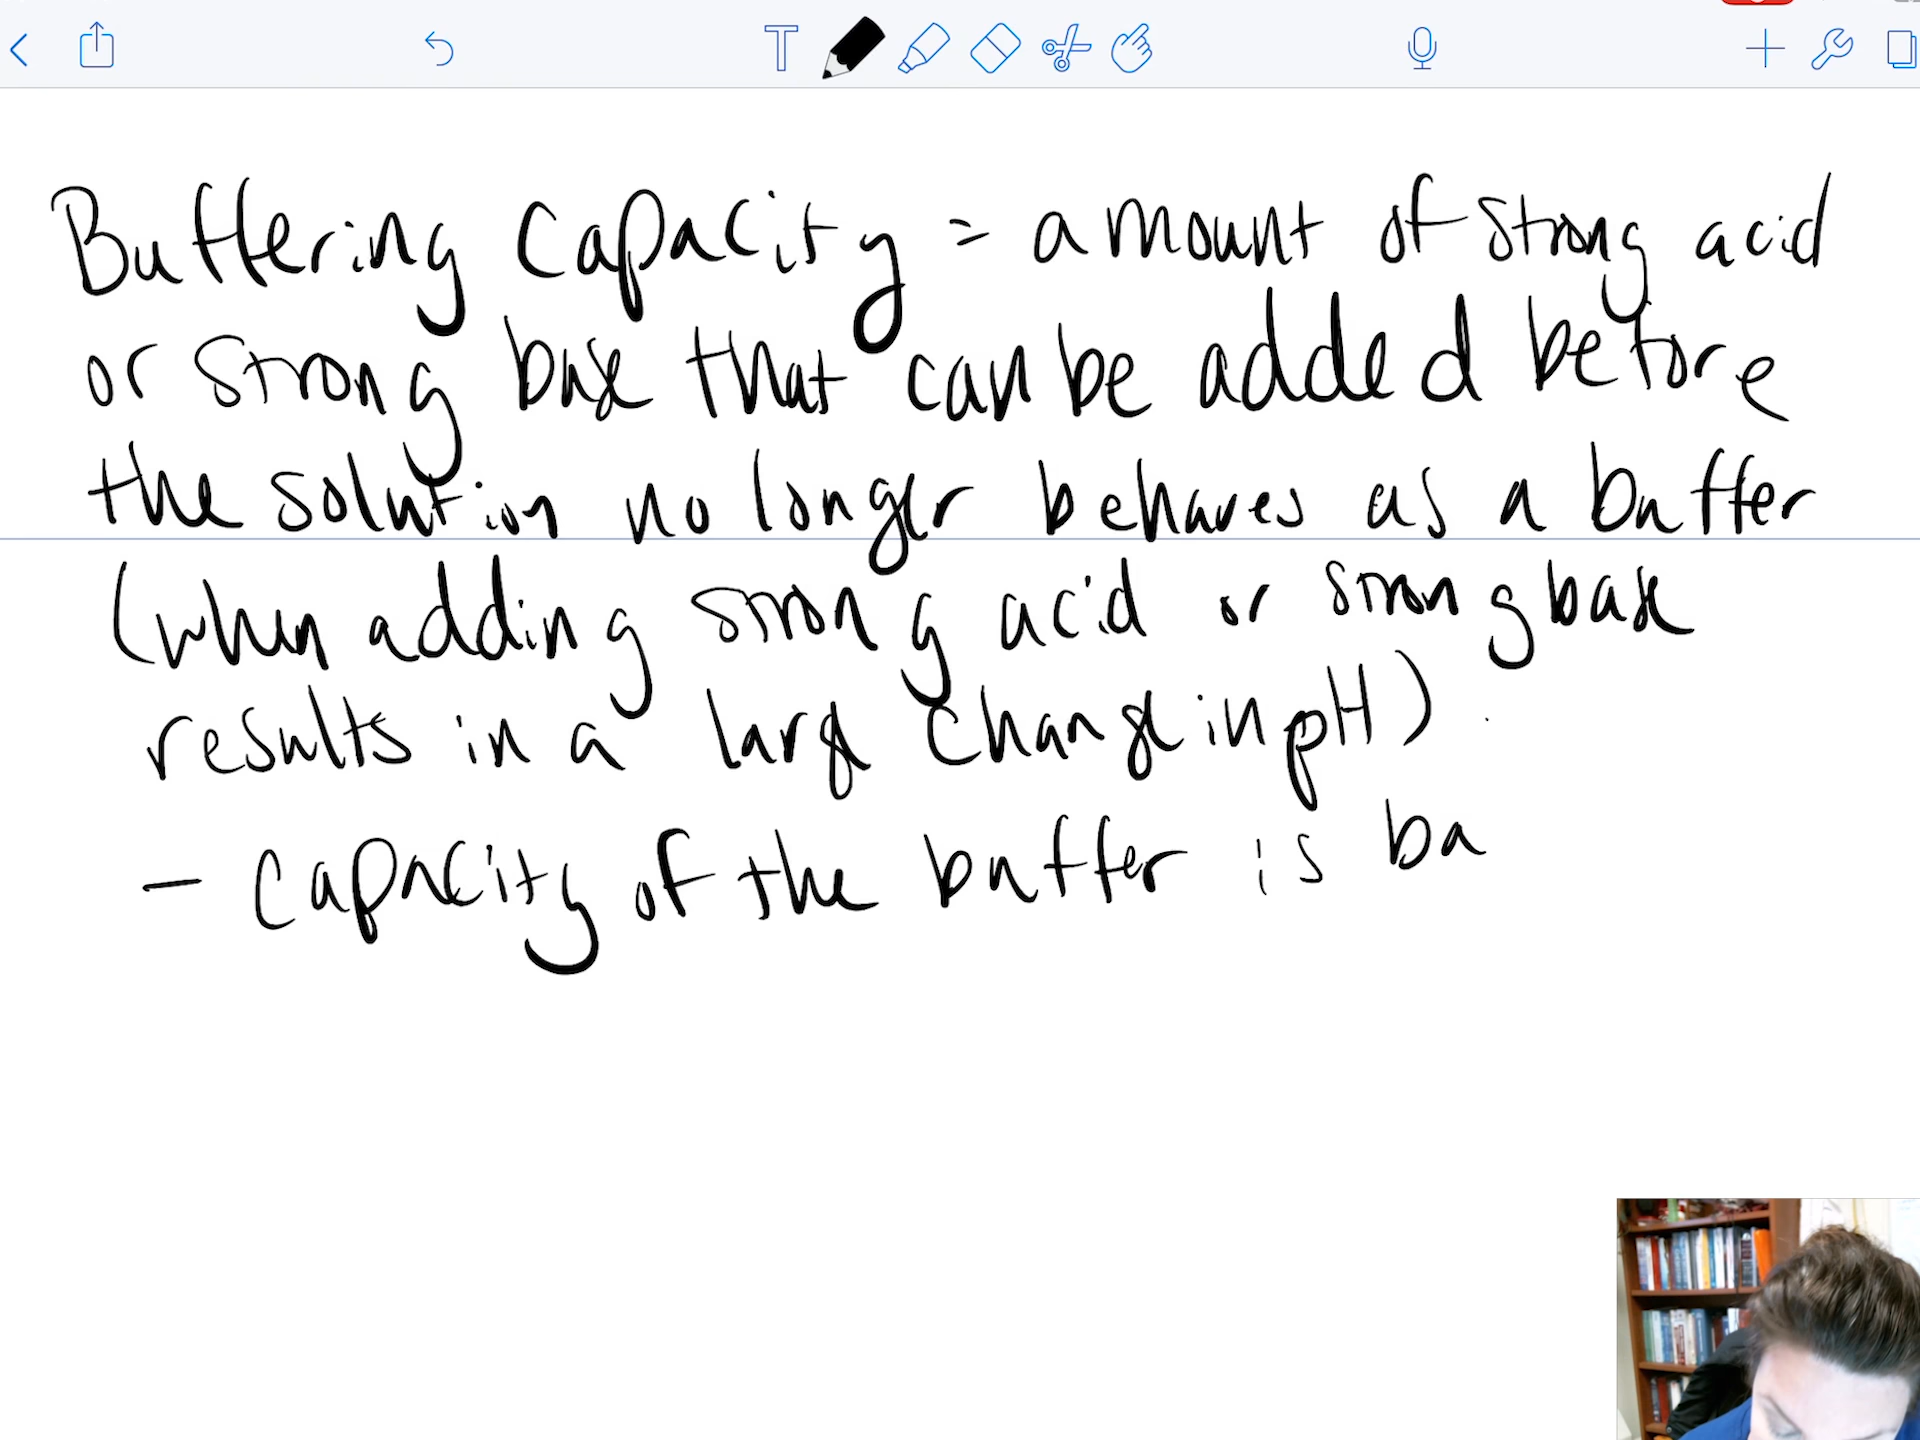 Buffering capacity = amount of strong acid
or strong base that can be added before
the solution no longer behaves as a buffer
(when adding strong acid or strong base
results in a large change in pH).
- capacity of the buffer is ba